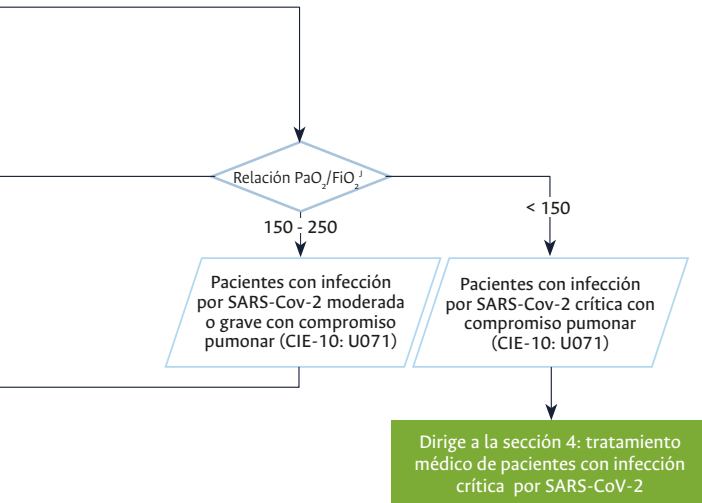 Relación PaO2/FiO2 J
150 - 250
< 150
Pacientes con infección
por SARS-Cov-2 moderada
o grave con compromiso
pumonar (CIE-10: U071)
Pacientes con infección
por SARS-Cov-2 crítica con
compromiso pumonar
(CIE-10: U071)
Dirige a la sección 4: tratamiento
médico de pacientes con infección
crítica por SARS-CoV-2